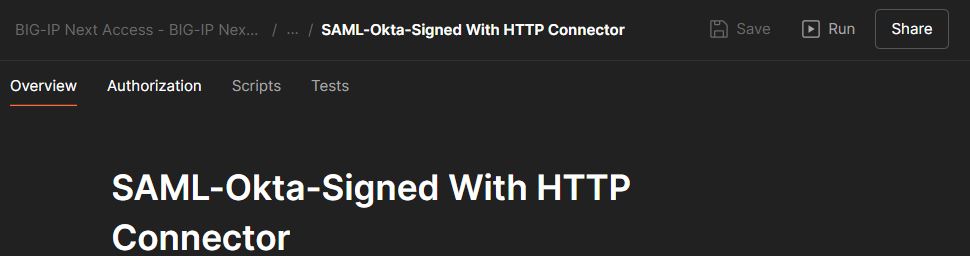 BIG-IP Next Access - BIG-IP Nex... / ... / SAML-Okta-Signed With HTTP Connector Save Run Share
Overview Authorization Scripts Tests
SAML-Okta-Signed With HTTP
Connector